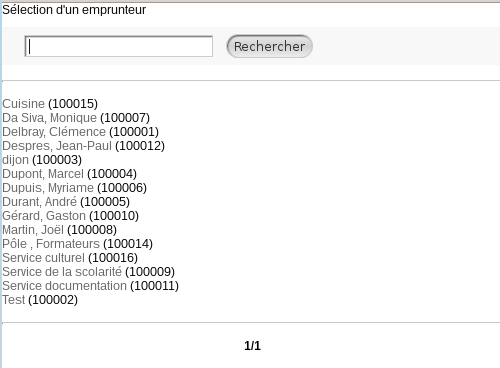 Sélection d'un emprunteur
Rechercher
Cuisine (100015)
Da Siva, Monique (100007)
Delbray, Clémence (100001)
Despres, Jean-Paul (100012)
dijon (100003)
Dupont, Marcel (100004)
Dupuis, Myriame (100006)
Durant, André (100005)
Gérard, Gaston (100010)
Martin, Joël (100008)
Pôle , Formateurs (100014)
Service culturel (100016)
Service de la scolarité (100009)
Service documentation (100011)
Test (100002)
1/1